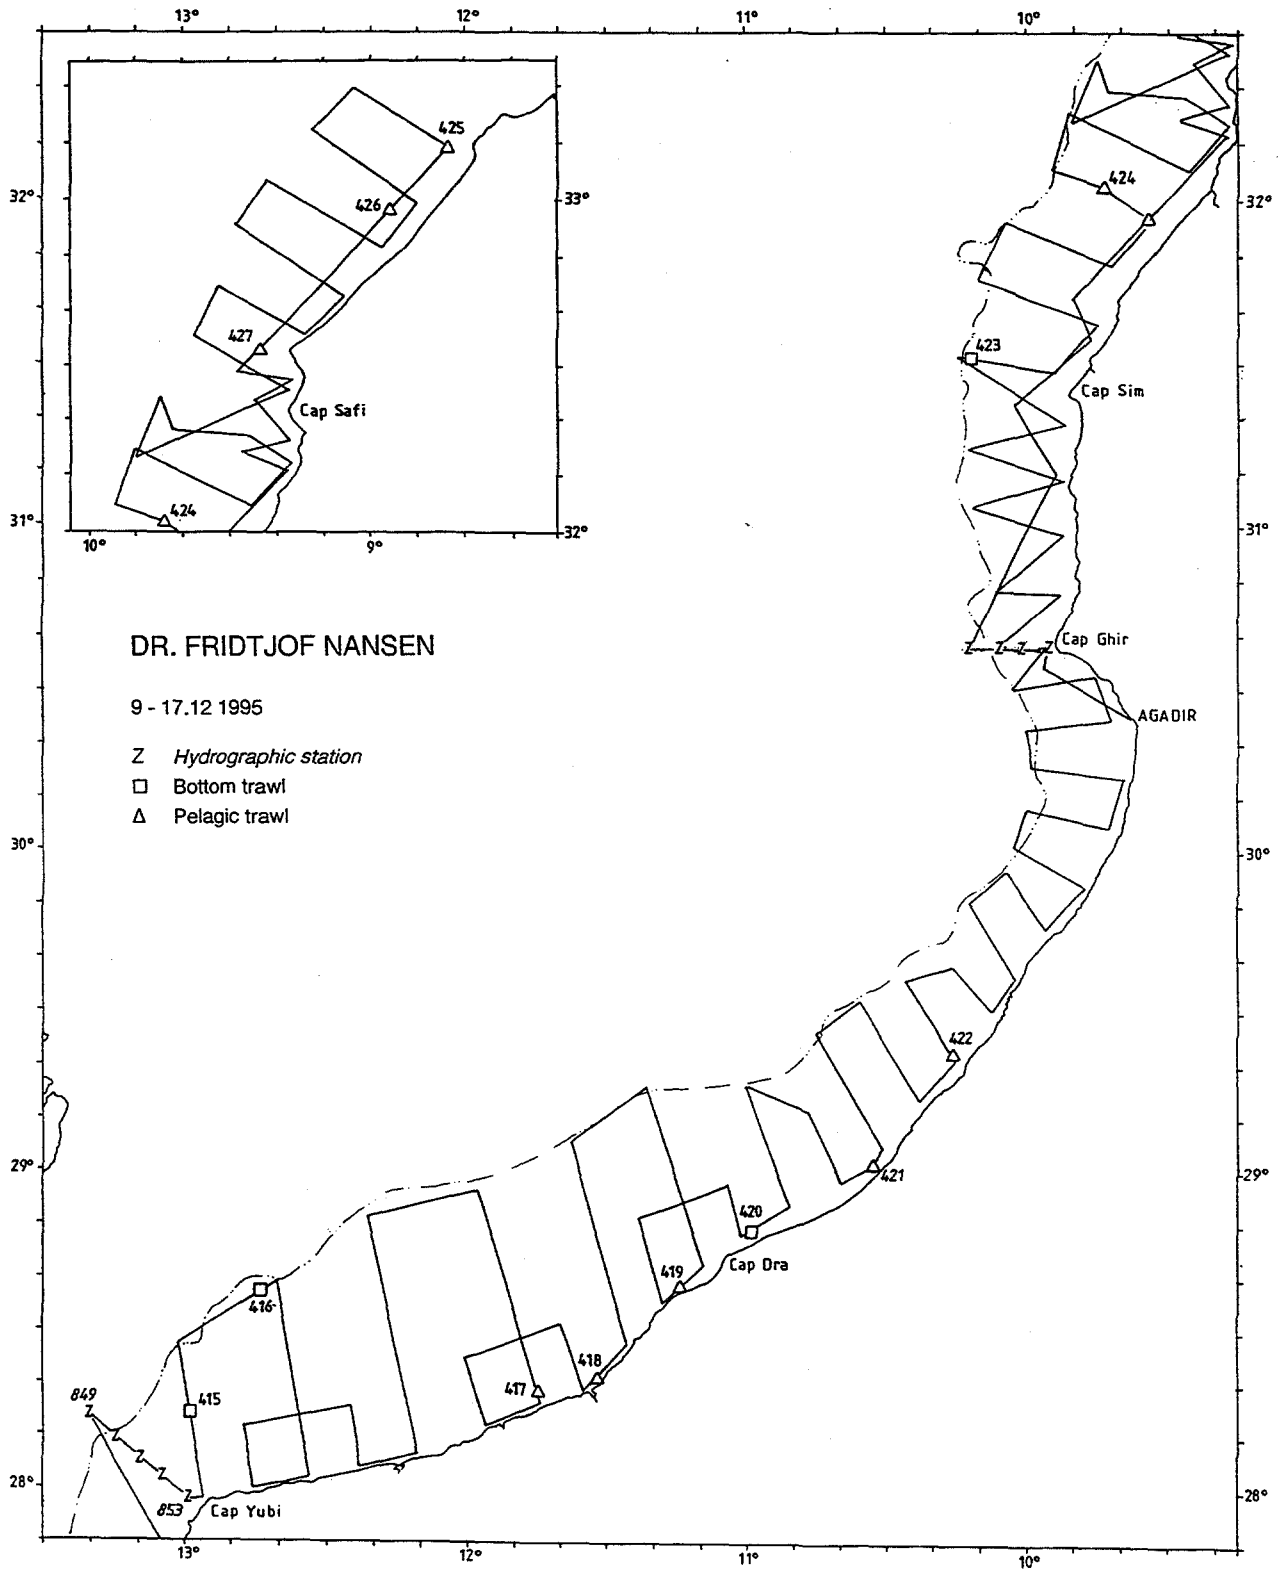 13° 12° 11° 10°
425
426
33°
32°
32°
424
427
423
Cap Safi
Cap Sim
424
31°
10° 9°
32°
31°
DR. FRIDTJOF NANSEN
Cap Ghir
Z Z Z Z
9 - 17.12 1995
AGADIR
Z Hydrographic station
Bottom trawl
Pelagic trawl
30°
30°
422
29°
29°
421
420
Cap Dra
419
416
418
417
849
415
Z
Z
Z
Z
Z
853
Cap Yubi
28°
28°
13° 12° 11° 10°